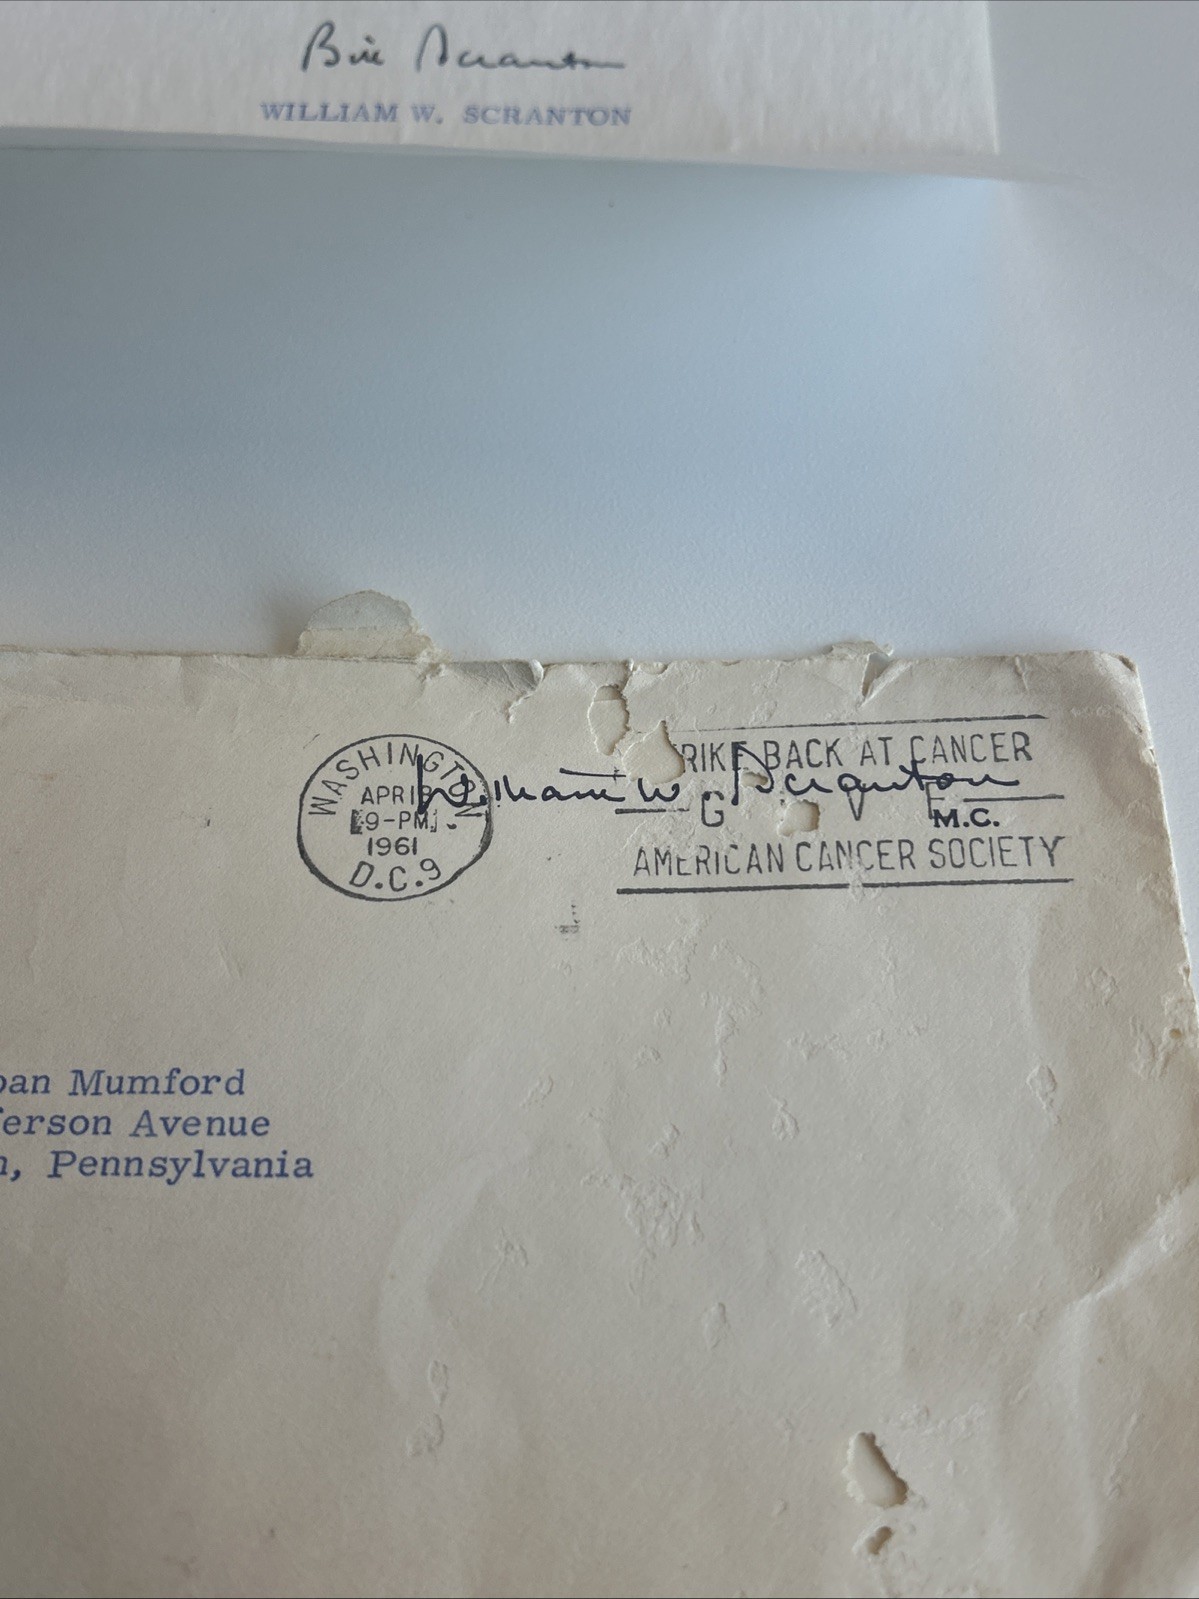 Bill Scranton
WILLIAM W. SCRANTON
WASHINGTON
APR
9-PM
1961
D.C. 9
RIKE BACK AT CANCER
William W. Scranton
G V
M.C.
AMERICAN CANCER SOCIETY
oan Mumford
ferson Avenue
n, Pennsylvania